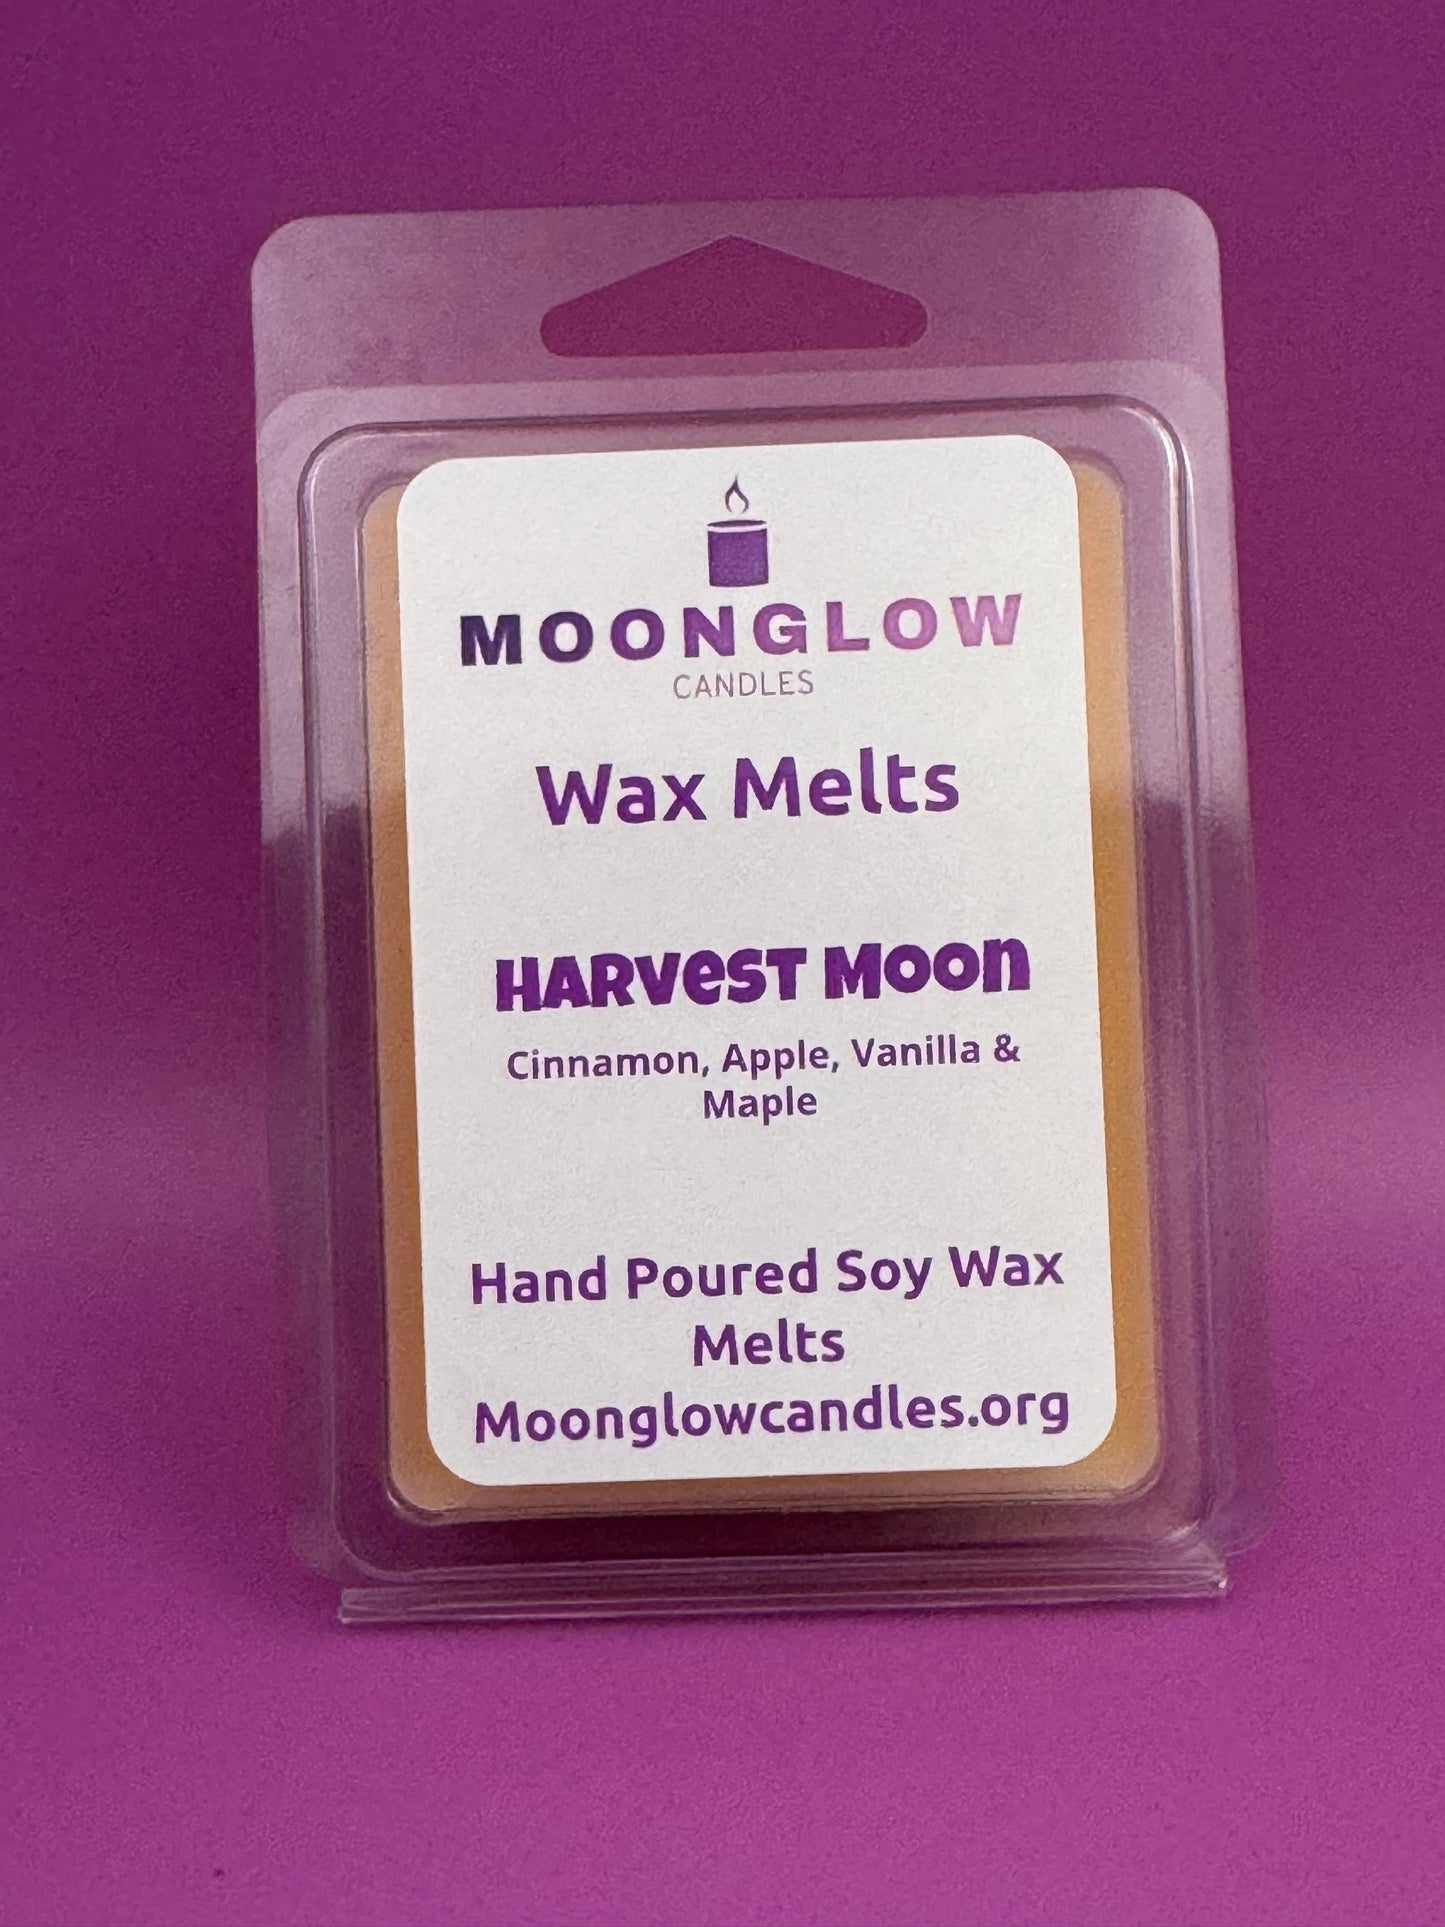 MOONGLOW
CANDLES
Wax Melts
HARVeST MOON
Cinnamon, Apple, Vanilla &
Maple
Hand Poured Soy Wax
Melts
Moonglowcandles.org